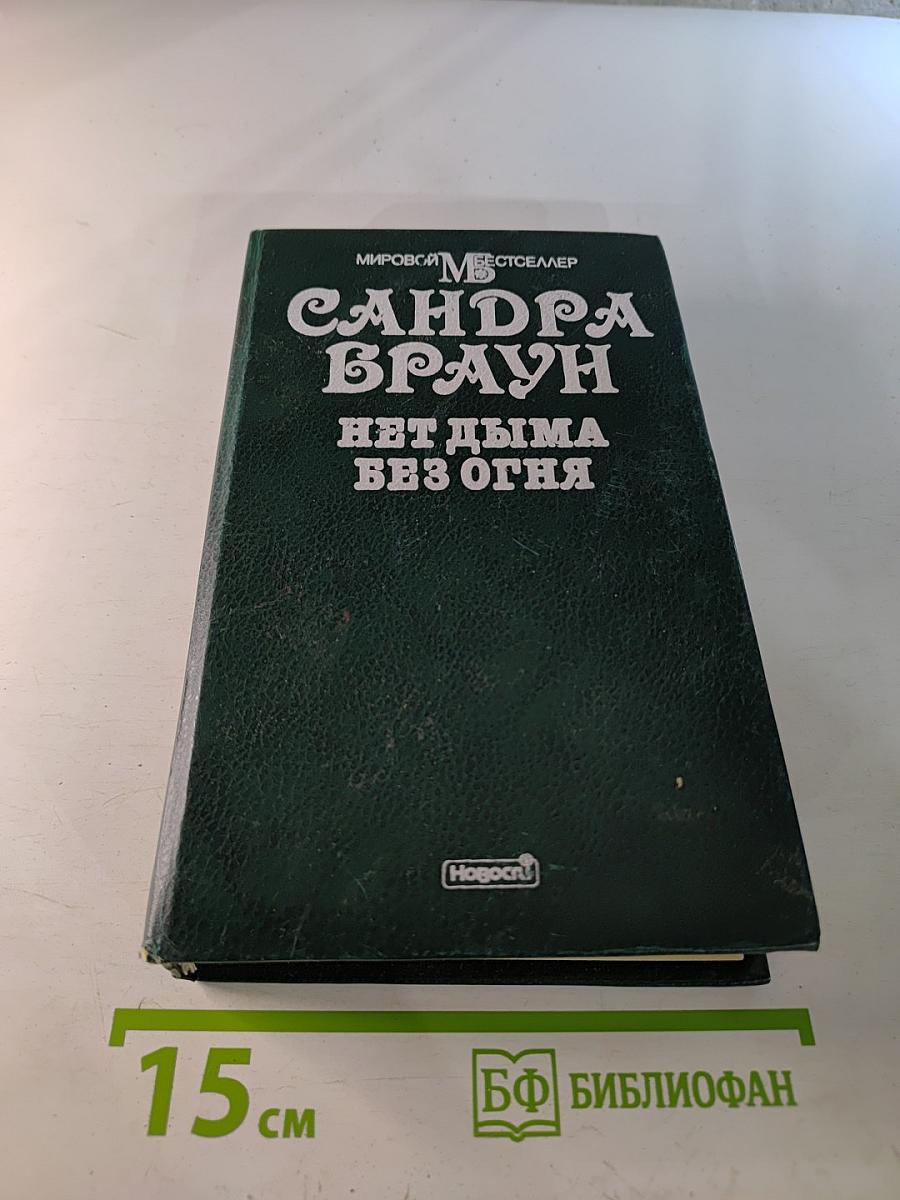 МИРОВОЙ МБ БЕСТСЕЛЛЕР
САНДРА
БРАУН
НЕТ ДЫМА
БЕЗ ОГНЯ
Новости®
15 см
БФ БИБЛИОФАН